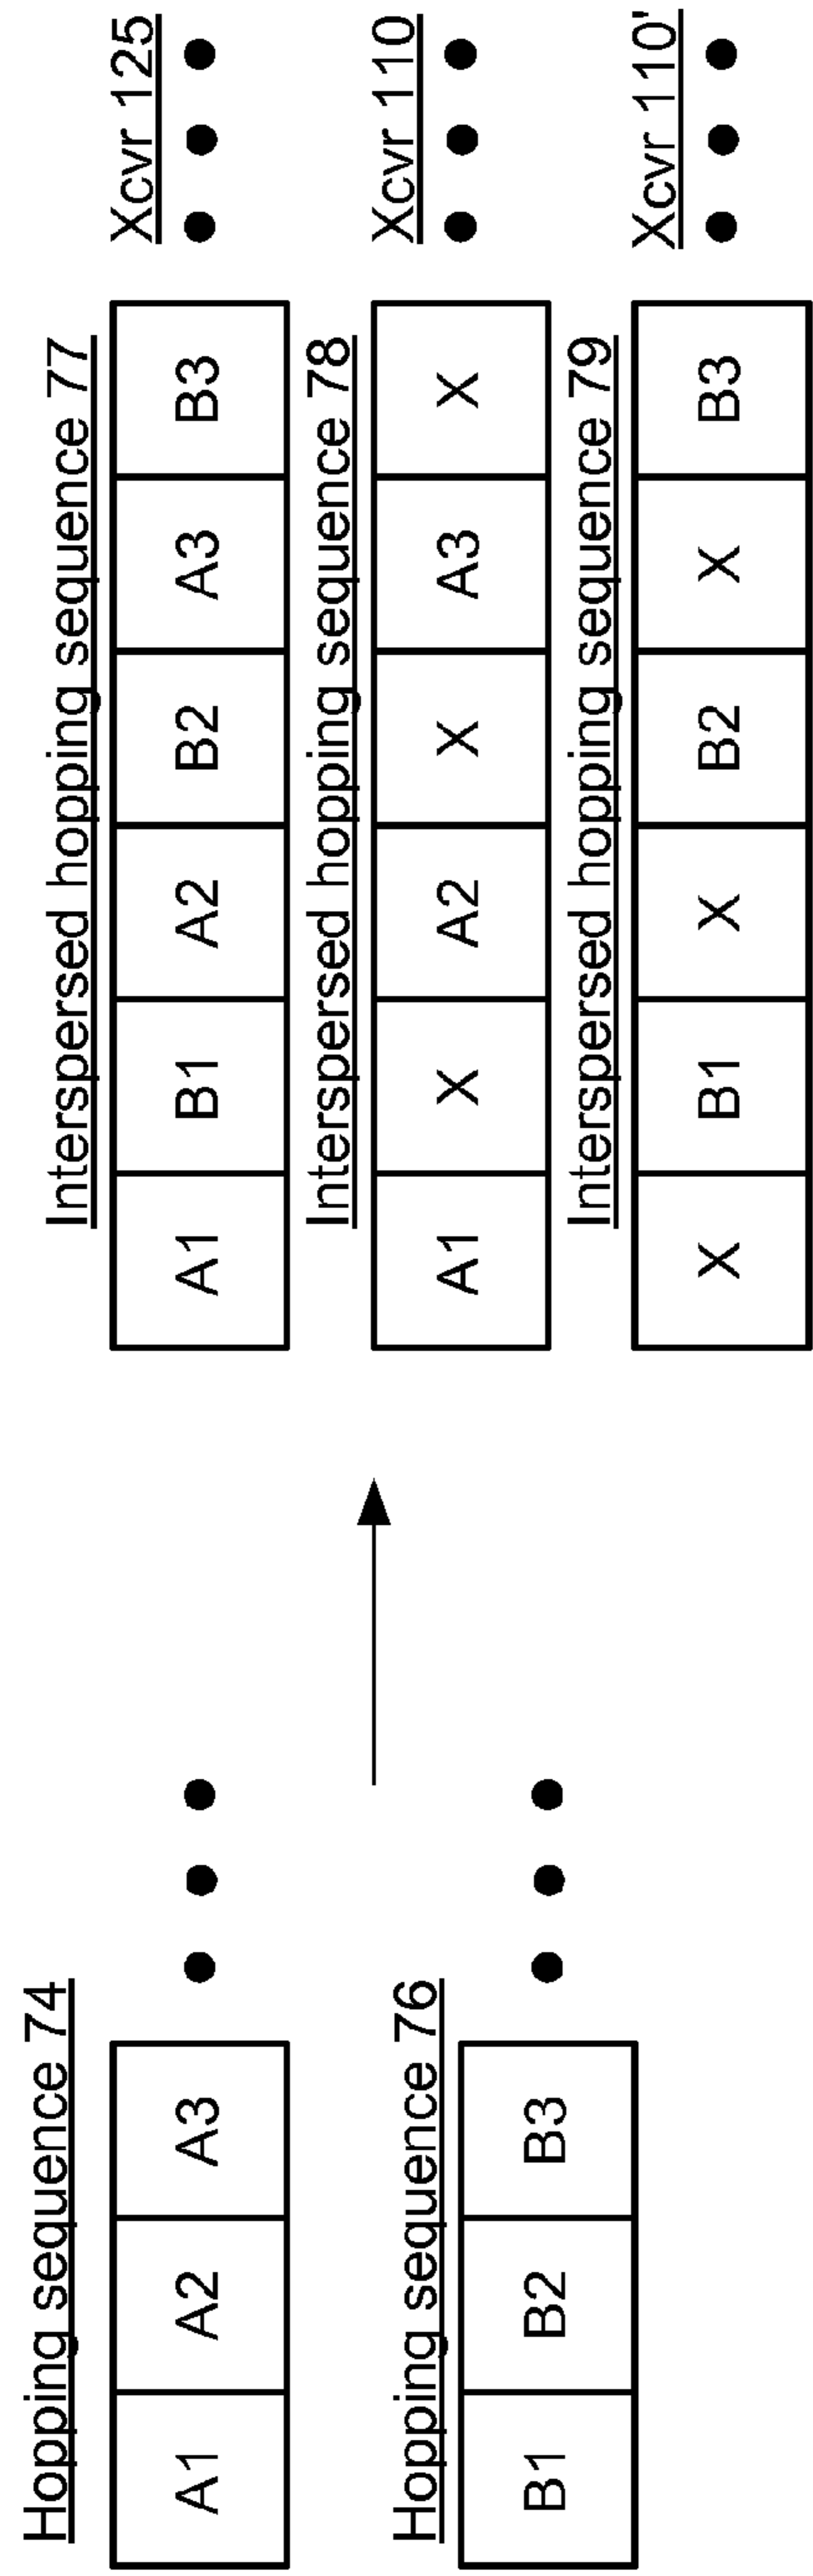 Hopping sequence 74
A1 A2 A3
Hopping sequence 76
B1 B2 B3
Interspersed hopping sequence 77
Xcvr 125
A1 B1 A2 B2 A3 B3
Interspersed hopping sequence 78
Xcvr 110
A1 X A2 X A3 X
Interspersed hopping sequence 79
Xcvr 110'
X B1 X B2 X B3